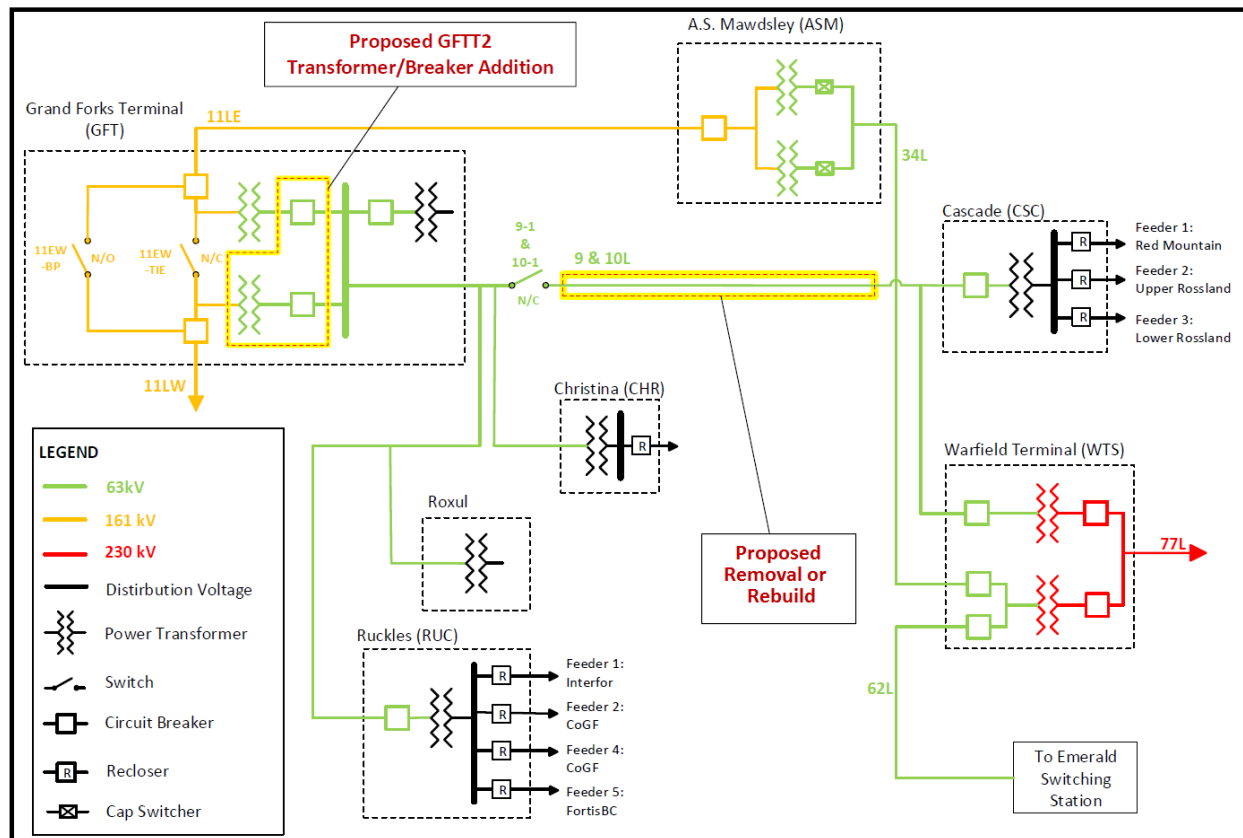 Proposed GFTT2
Transformer/Breaker Addition
A.S. Mawdsley (ASM)
Grand Forks Terminal
(GFT)
11LE
34L
11EW
-BP
N/O
11EW
-TIE
N/C
9-1
&
10-1
N/C
9 & 10L
Cascade (CSC)
R
R
R
Feeder 1:
Red Mountain
Feeder 2:
Upper Rossland
Feeder 3:
Lower Rossland
11LW
Christina (CHR)
R
Roxul
Proposed
Removal or
Rebuild
Warfield Terminal (WTS)
77L
62L
Ruckles (RUC)
R
R
R
R
Feeder 1:
Interfor
Feeder 2:
CoGF
Feeder 4:
CoGF
Feeder 5:
FortisBC
To Emerald
Switching
Station
LEGEND
63kV
161 kV
230 kV
Distirbution Voltage
Power Transformer
Switch
Circuit Breaker
R
Recloser
Cap Switcher